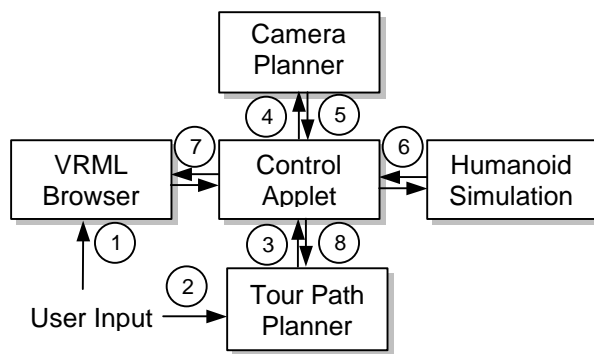 Camera
Planner
4
5
7
6
VRML
Browser
Control
Applet
Humanoid
Simulation
1
3
8
2
User Input
Tour Path
Planner